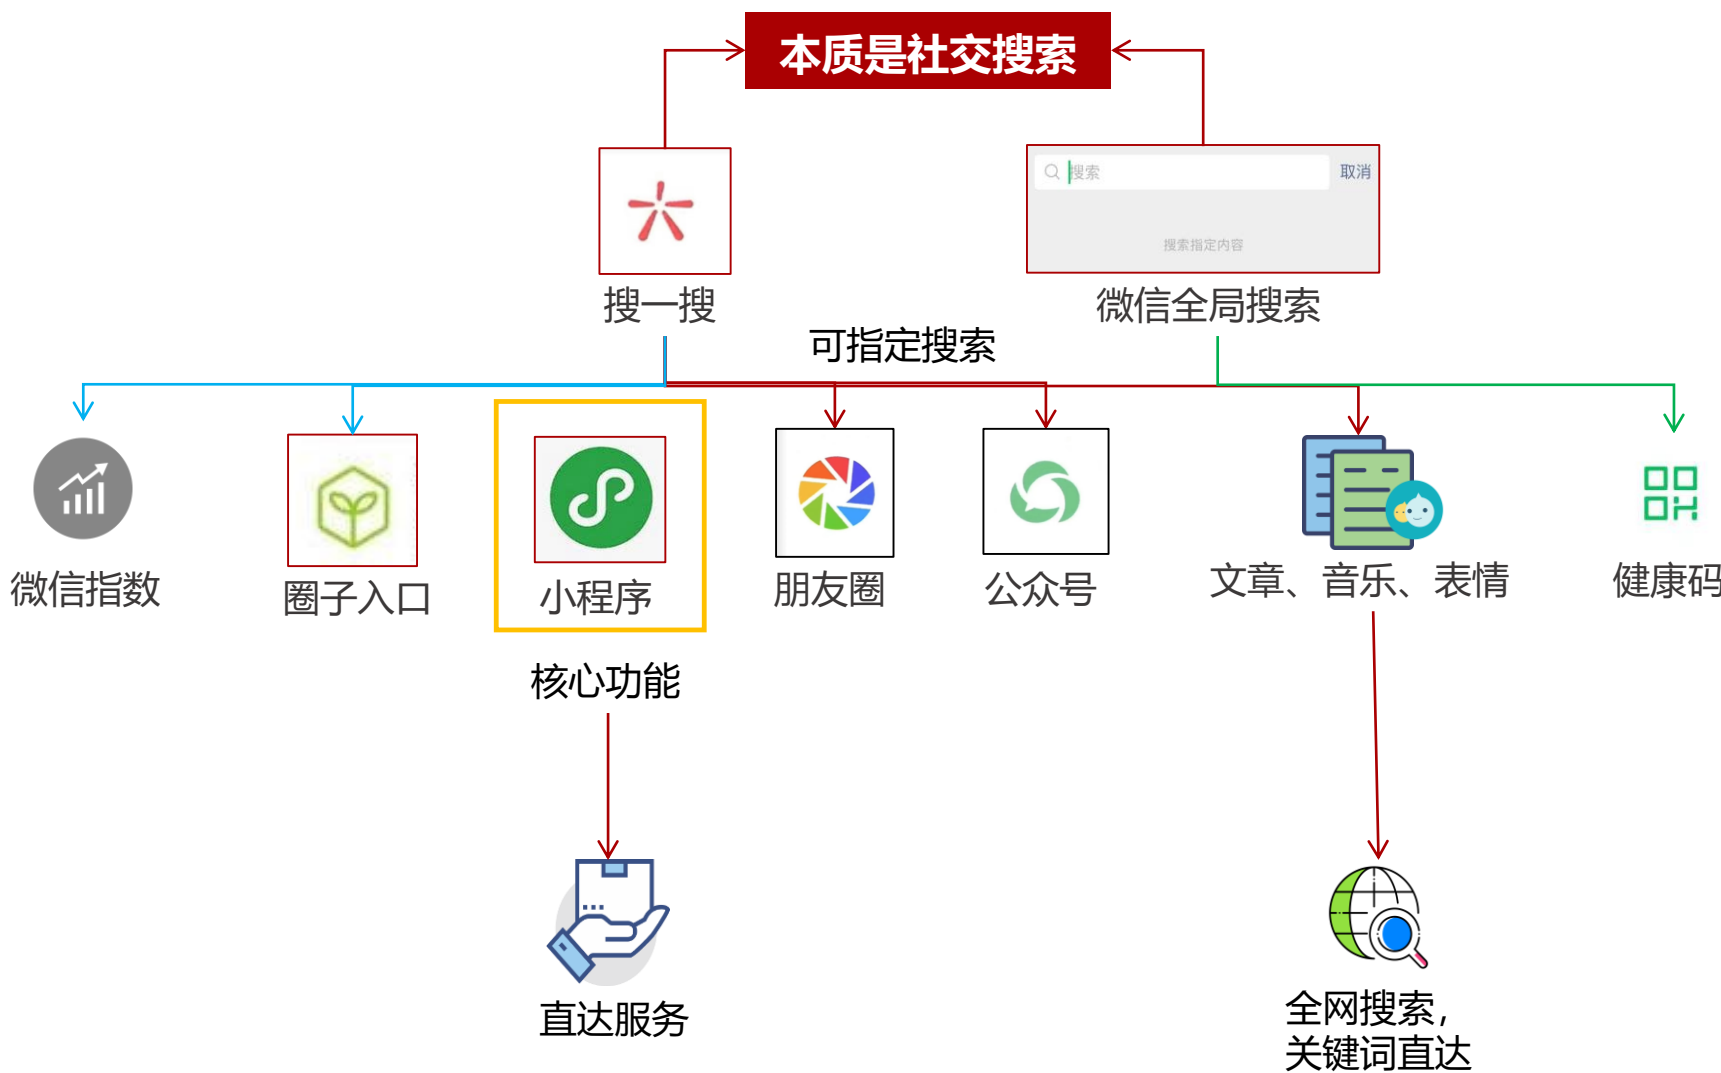 本质是社交搜索
搜索
取消
搜索指定内容
搜一搜
微信全局搜索
可指定搜索
微信指数
圈子入口
小程序
朋友圈
公众号
文章、音乐、表情
健康码
核心功能
直达服务
全网搜索，
关键词直达